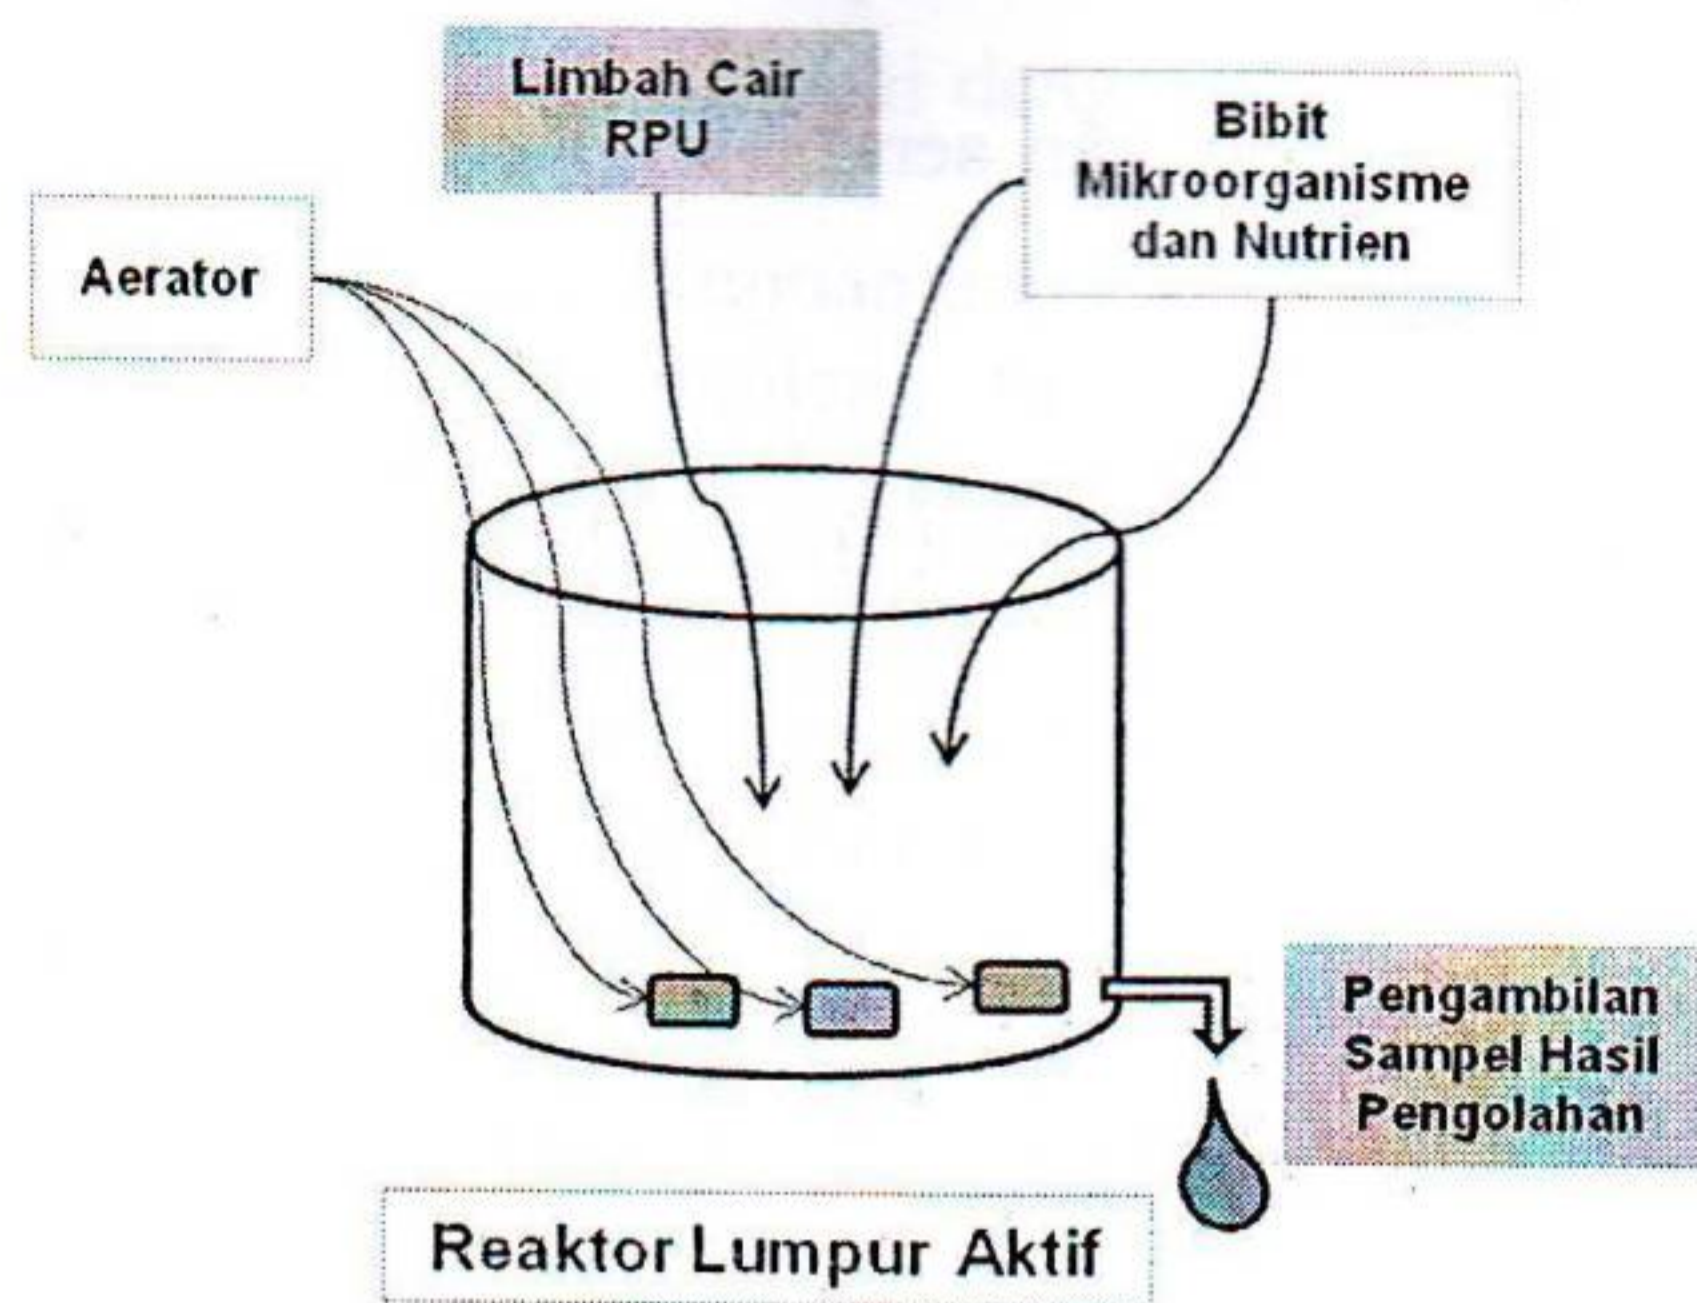 Limbah Cair
RPU
Bibit
Mikroorganisme
dan Nutrien
Aerator
Pengambilan
Sampel Hasil
Pengolahan
Reaktor Lumpur Aktif